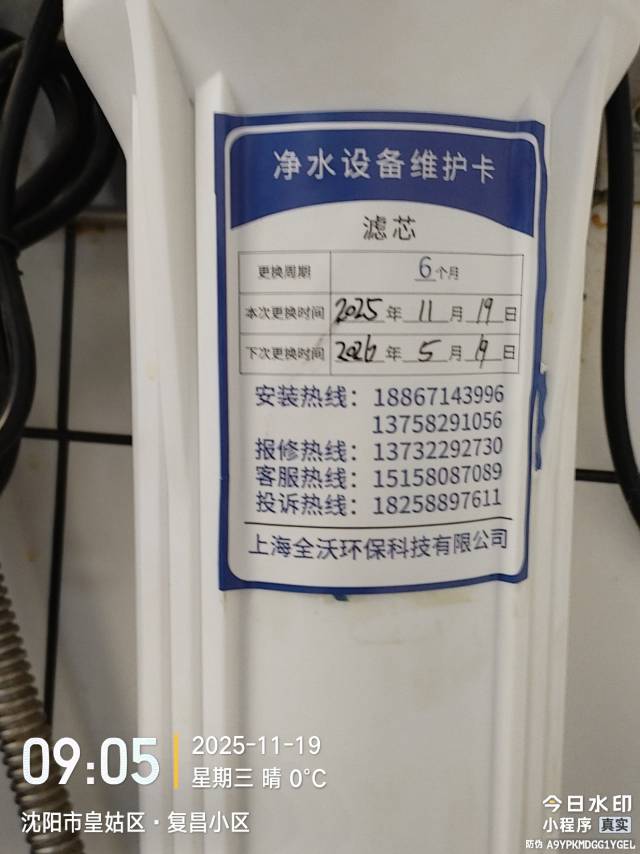 净水设备维护卡
滤芯
更换周期 6个月
本次更换时间 2025年 11月 19日
下次更换时间 2026年 5月 19日
安装热线：18867143996
13758291056
报修热线：13732292730
客服热线：15158087089
投诉热线：18258897611
上海全沃环保科技有限公司
09:05
2025-11-19
星期三 晴 0℃
沈阳市皇姑区·复昌小区
今日水印
小程序 真实
防伪 A9YPKMDGG1YGEL